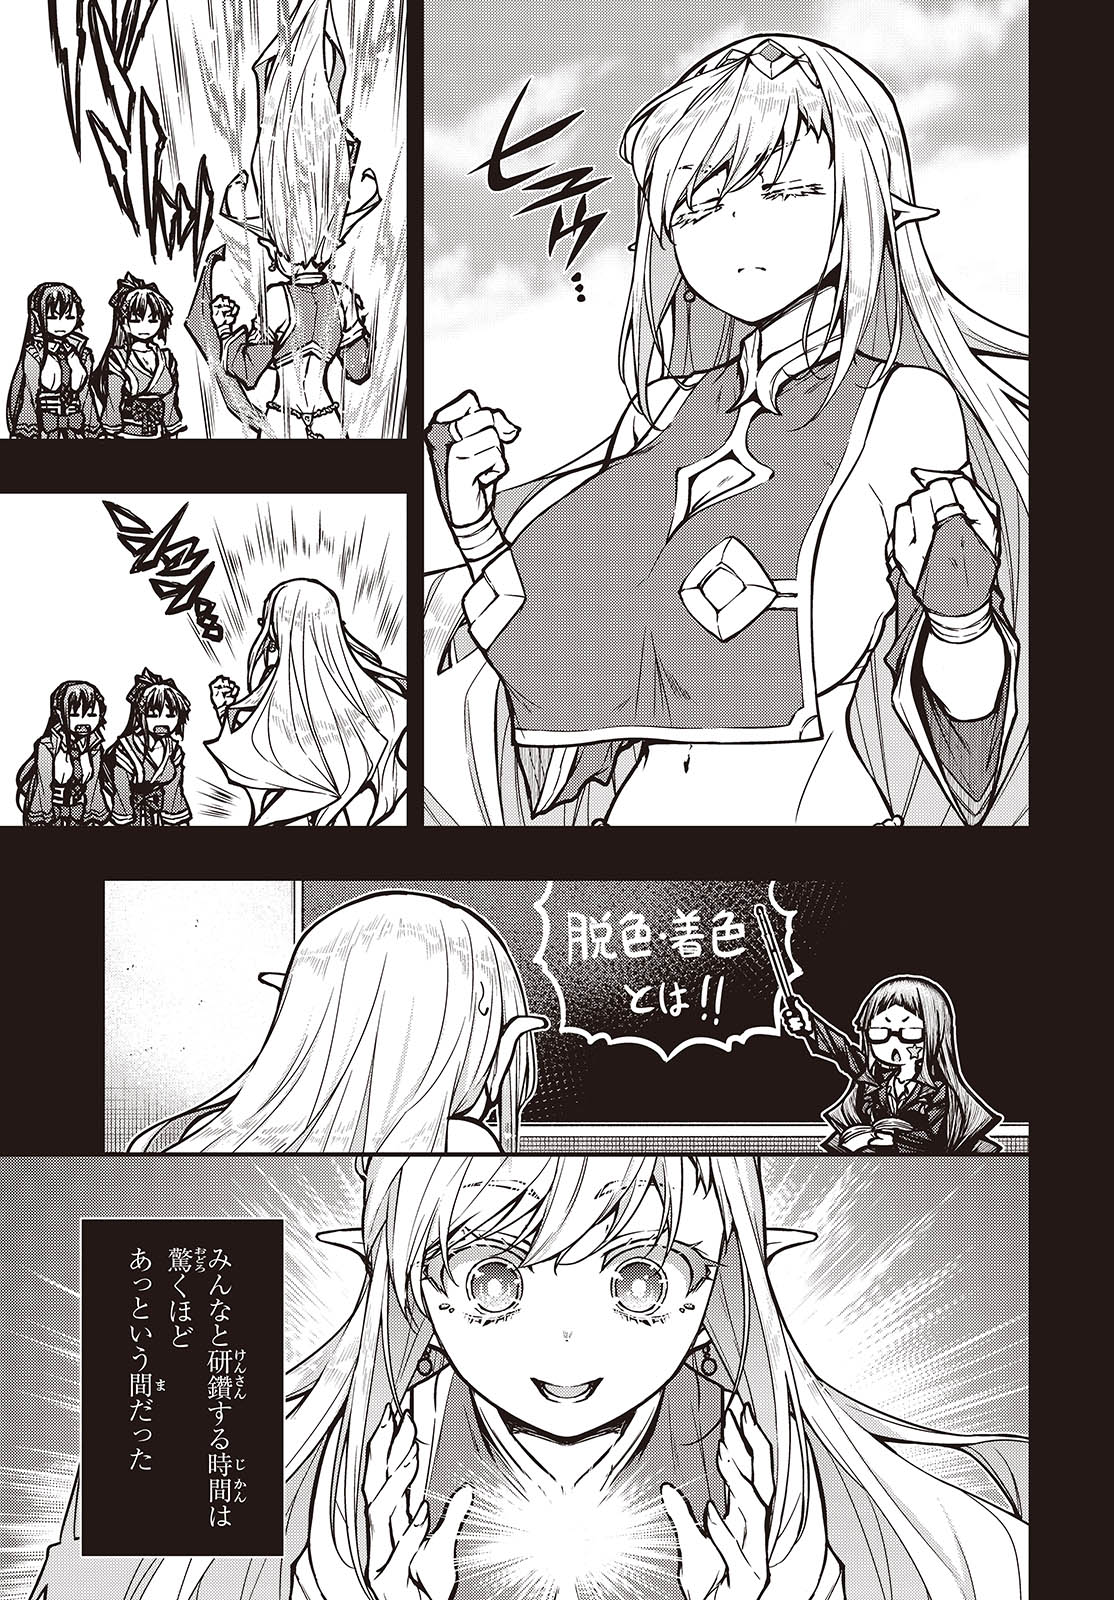 ヒュゥ…
脱色・着色
とは!!
みんなと研鑽する時間は
驚くほど
あっという間だった